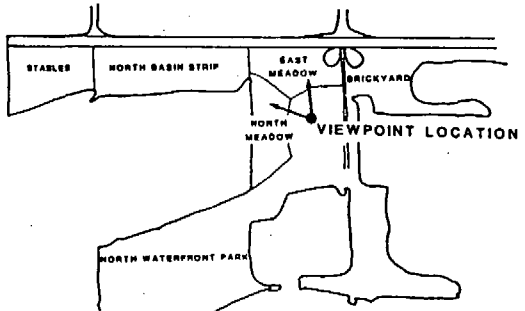 STABLES
NORTH BASIN STRIP
EAST
MEADOW
BRICKYARD
NORTH
MEADOW
VIEWPOINT LOCATION
NORTH WATERFRONT PARK